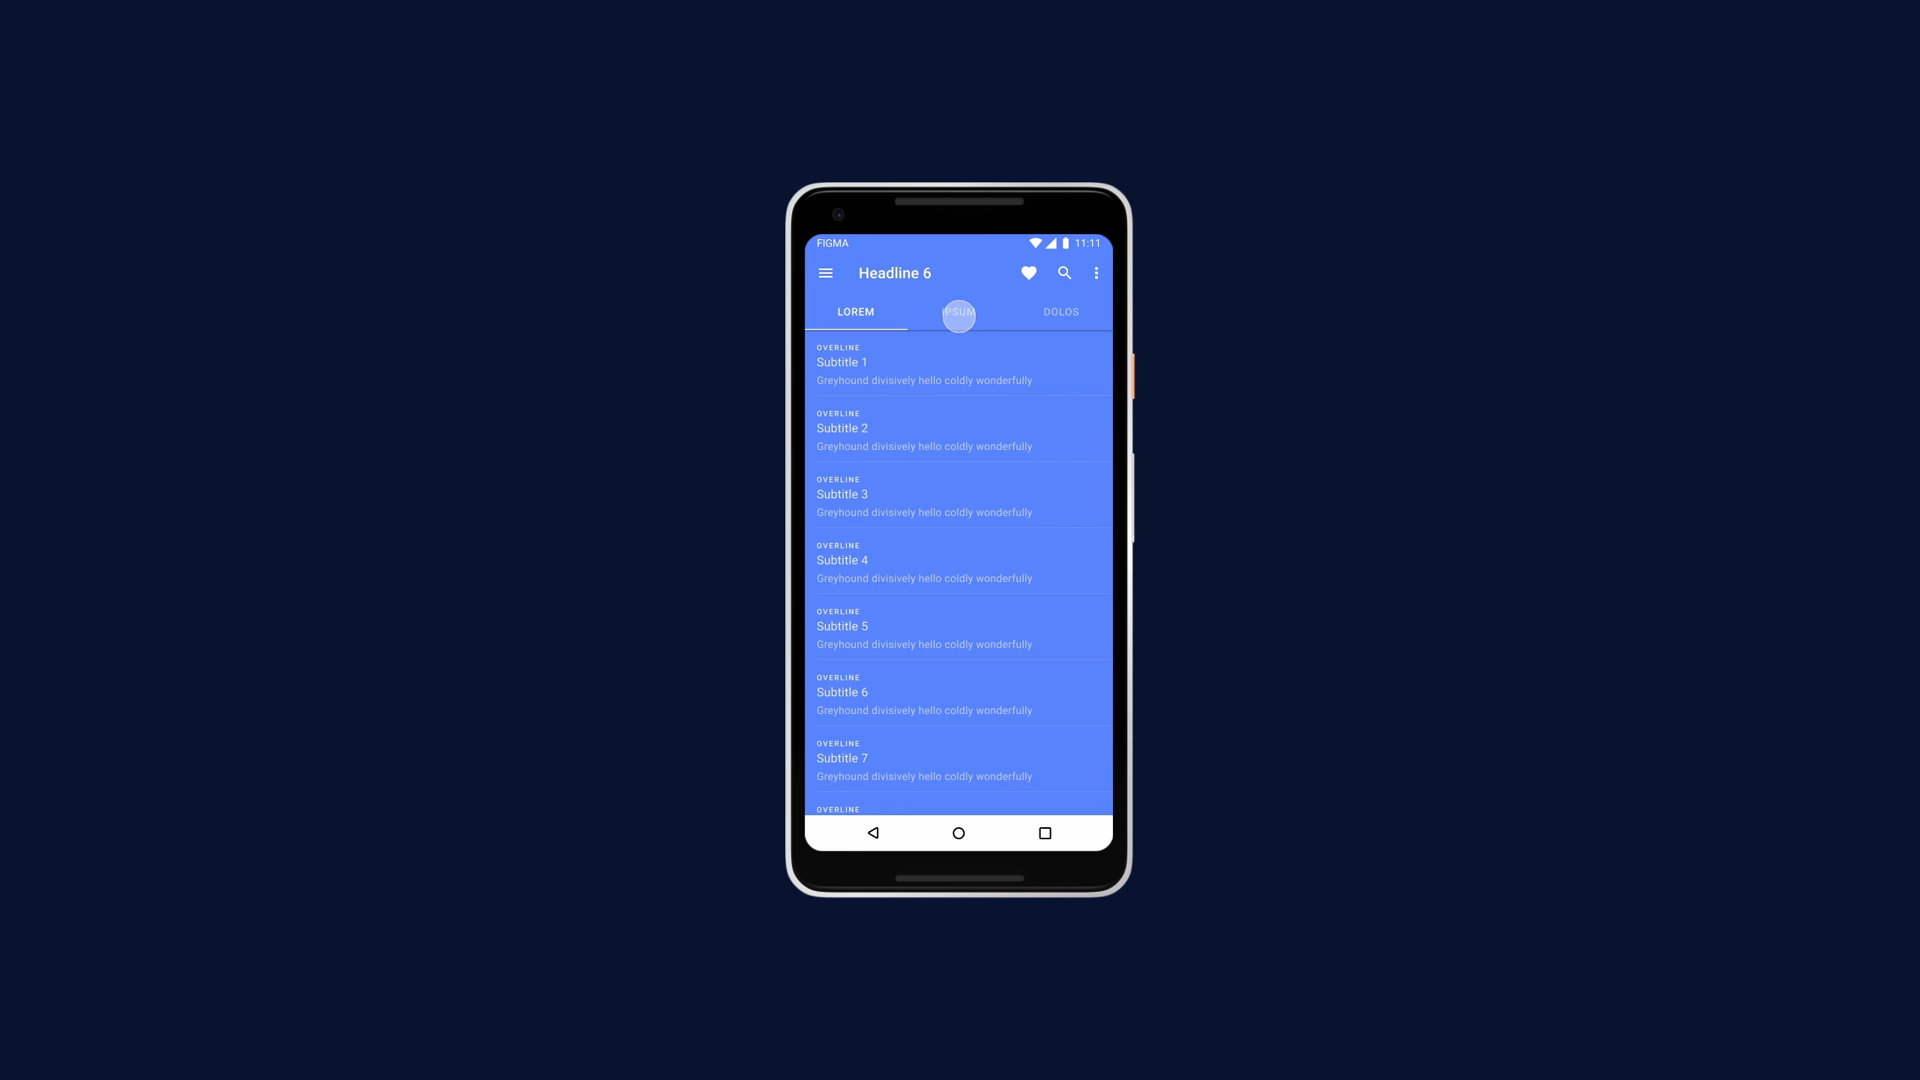 FIGMA 11:11
Headline 6
LOREM IPSUM DOLOS
OVERLINE
Subtitle 1
Greyhound divisively hello coldly wonderfully
OVERLINE
Subtitle 2
Greyhound divisively hello coldly wonderfully
OVERLINE
Subtitle 3
Greyhound divisively hello coldly wonderfully
OVERLINE
Subtitle 4
Greyhound divisively hello coldly wonderfully
OVERLINE
Subtitle 5
Greyhound divisively hello coldly wonderfully
OVERLINE
Subtitle 6
Greyhound divisively hello coldly wonderfully
OVERLINE
Subtitle 7
Greyhound divisively hello coldly wonderfully
OVERLINE